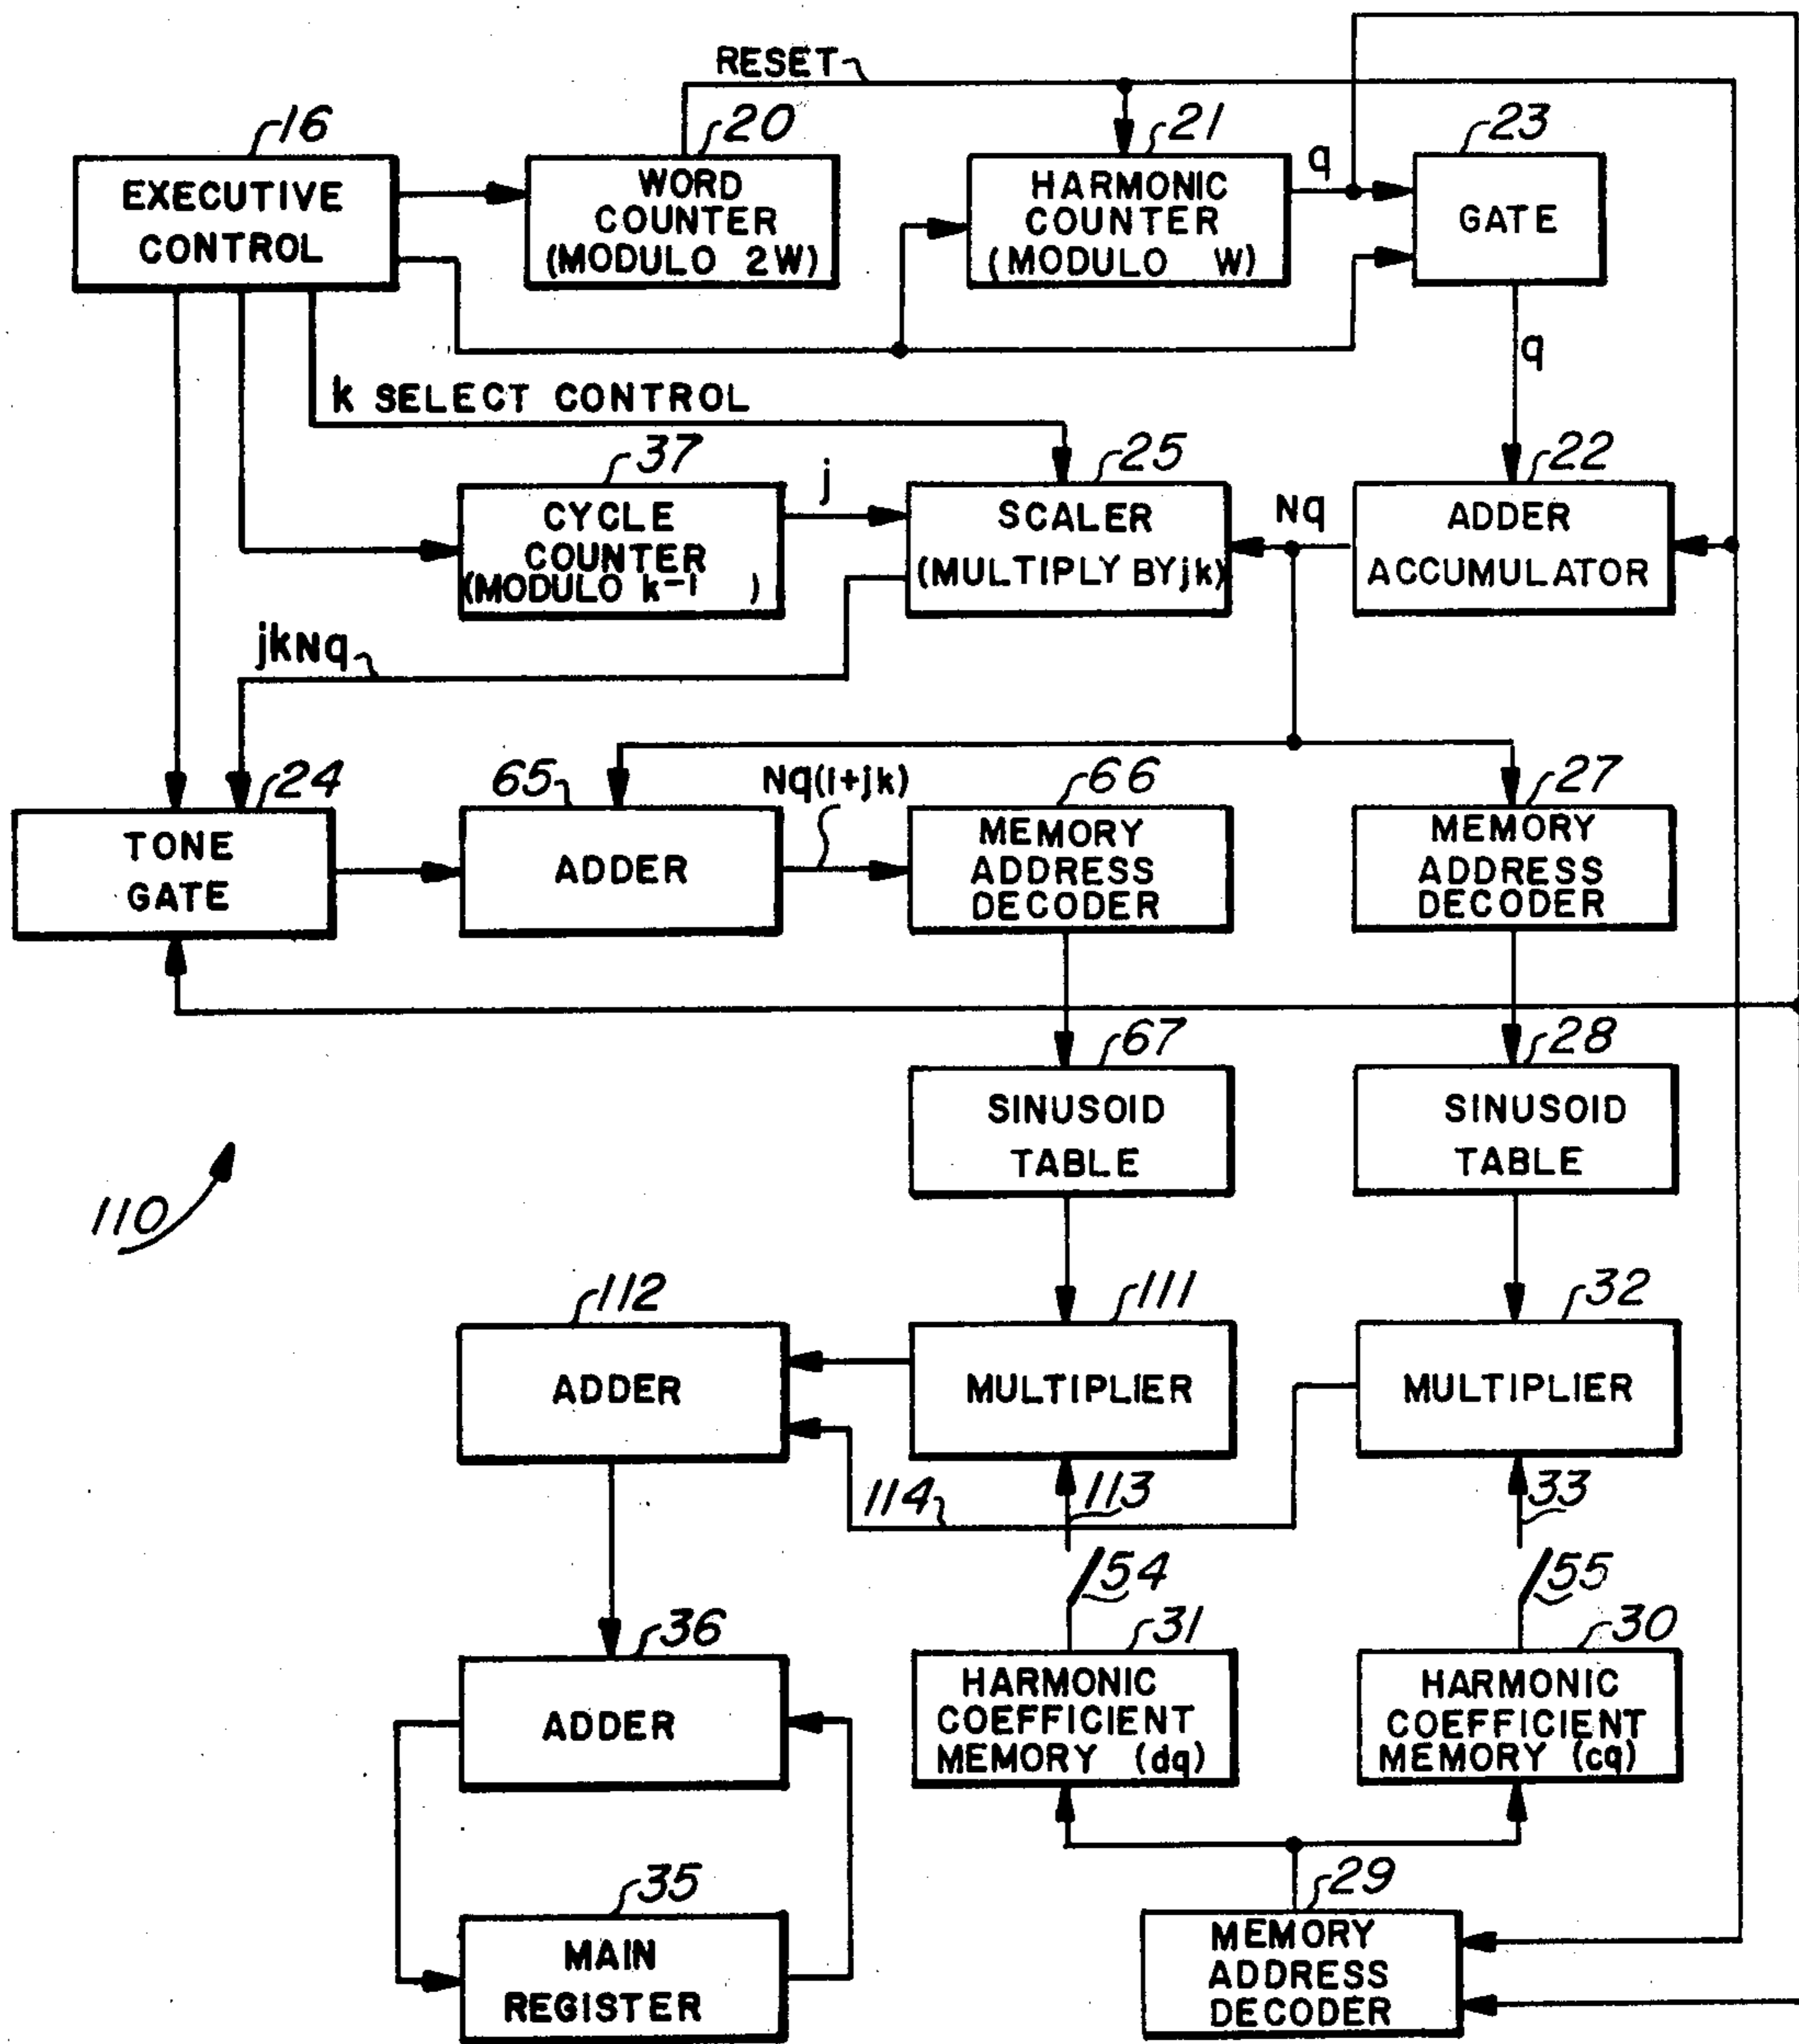 RESET
16
20
21
23
EXECUTIVE
CONTROL
WORD
COUNTER
(MODULO 2W)
HARMONIC
COUNTER
(MODULO W)
q
GATE
q
k SELECT CONTROL
37
25
22
CYCLE
COUNTER
(MODULO k-1 )
j
SCALER
(MULTIPLY BY jk)
Nq
ADDER
ACCUMULATOR
jkNq
24
65
Nq(1+jk)
66
27
TONE
GATE
ADDER
MEMORY
ADDRESS
DECODER
MEMORY
ADDRESS
DECODER
67
28
SINUSOID
TABLE
SINUSOID
TABLE
110
112
111
32
ADDER
MULTIPLIER
MULTIPLIER
114
113
33
54
55
36
31
30
ADDER
HARMONIC
COEFFICIENT
MEMORY (dq)
HARMONIC
COEFFICIENT
MEMORY (cq)
35
29
MAIN
REGISTER
MEMORY
ADDRESS
DECODER